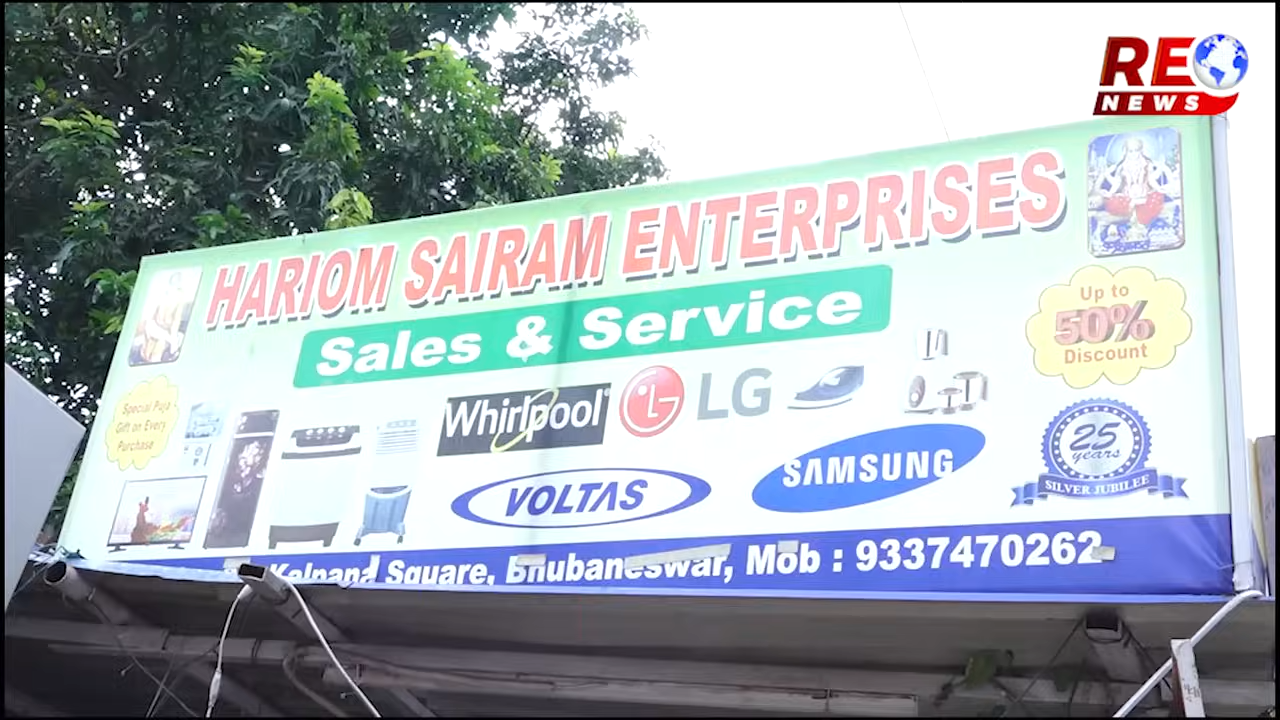 REO
NEWS
HARIOM SAIRAM ENTERPRISES
Sales & Service
Up to
50%
Discount
Special Puja
Gift on Every
Purchase
Whirlpool
LG
VOLTAS
SAMSUNG
25
years
SILVER JUBILEE
Kalpana Square, Bhubaneswar, Mob : 9337470262